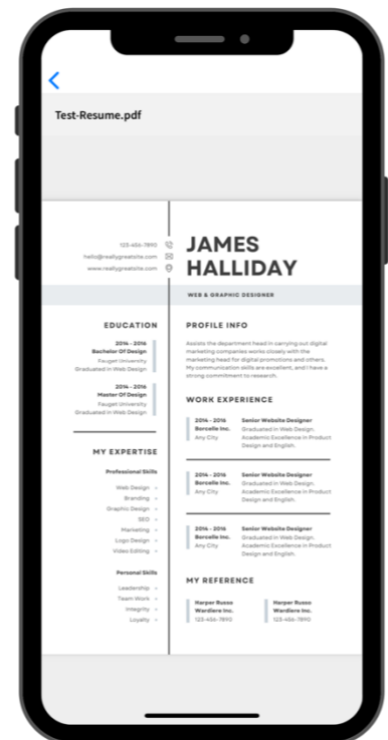 Test-Resume.pdf
123-456-7890
hello@reallygreatsite.com
www.reallygreatsite.com
JAMES
HALLIDAY
WEB & GRAPHIC DESIGNER
EDUCATION
2014 - 2016
Bachelor Of Design
Fauget University
Graduated in Web Design
2014 - 2016
Master Of Design
Fauget University
Graduated in Web Design
MY EXPERTISE
Professional Skills
Web Design
Branding
Graphic Design
SEO
Marketing
Logo Design
Video Editing
Personal Skills
Leadership
Team Work
Integrity
Loyalty
PROFILE INFO
Assists the department head in carrying out digital
marketing companies works closely with the
marketing head for digital promotions and others.
My communication skills are excellent, and I have a
strong commitment to research.
WORK EXPERIENCE
2014 - 2016 Senior Website Designer
Borcelle Inc. Graduated in Web Design.
Any City Academic Excellence in Product
Design and English.
2014 - 2016 Senior Website Designer
Borcelle Inc. Graduated in Web Design.
Any City Academic Excellence in Product
Design and English.
2014 - 2016 Senior Website Designer
Borcelle Inc. Graduated in Web Design.
Any City Academic Excellence in Product
Design and English.
MY REFERENCE
Harper Russo Harper Russo
Wardiere Inc. Wardiere Inc.
123-456-7890 123-456-7890